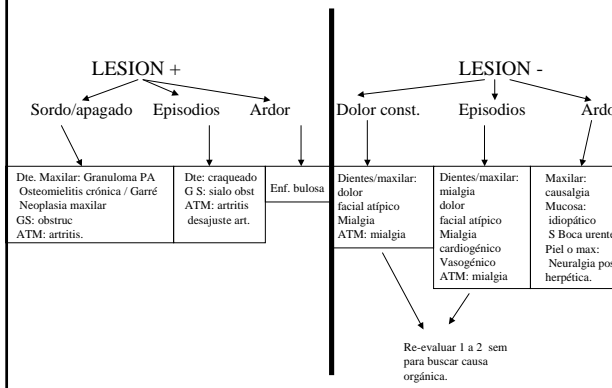 LESION +
Sordo/apagado Episodios Ardor
Dte. Maxilar: Granuloma PA
Osteomielitis crónica / Garré
Neoplasia maxilar
GS: obstruc
ATM: artritis.
Dte: craqueado
G S: sialo obst
ATM: artritis
desajuste art.
Enf. bulosa
LESION -
Dolor const. Episodios Ardo
Dientes/maxilar:
dolor
facial atípico
Mialgia
ATM: mialgia
Dientes/maxilar:
mialgia
dolor
facial atípico
Mialgia
cardiogénico
Vasogénico
ATM: mialgia
Maxilar:
causalgia
Mucosa:
idiopático
S Boca urente
Piel o max:
Neuralgia pos
herpética.
Re-evaluar 1 a 2 sem
para buscar causa
orgánica.